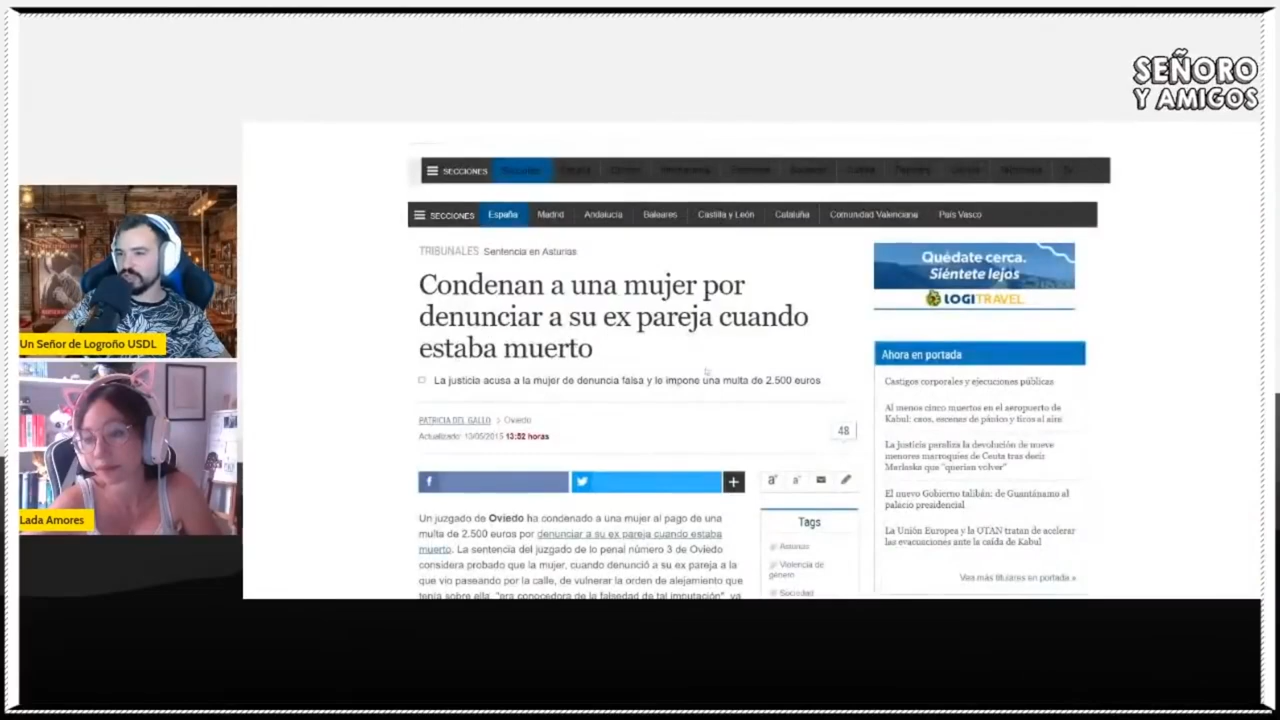 SEÑORO
Y AMIGOS
SECCIONES
SECCIONES España Madrid Andalucía Baleares Castilla y León Cataluña Comunidad Valenciana País Vasco
TRIBUNALES Sentencia en Asturias
Condenan a una mujer por
denunciar a su ex pareja cuando
estaba muerto
La justicia acusa a la mujer de denuncia falsa y le impone una multa de 2.500 euros
PATRICIA DEL GALLO > Oviedo
Actualizado: 13/05/2015 13:52 horas
48
Un juzgado de Oviedo ha condenado a una mujer al pago de una
multa de 2.500 euros por denunciar a su ex pareja cuando estaba
muerto. La sentencia del juzgado de lo penal número 3 de Oviedo
considera probado que la mujer, cuando denunció a su ex pareja a la
que vio paseando por la calle, de vulnerar la orden de alejamiento que
tenía sobre ella, "era conocedora de la falsedad de tal imputación", ya
Tags
Asturias
Violencia de
género
Sociedad
Quédate cerca.
Siéntete lejos
LOGITRAVEL
Ahora en portada
Castigos corporales y ejecuciones públicas
Al menos cinco muertos en el aeropuerto de
Kabul: caos, escenas de pánico y tiros al aire
La justicia paraliza la devolución de nueve
menores marroquíes de Ceuta tras decir
Marlaska que "querían volver"
El nuevo Gobierno talibán: de Guantánamo al
palacio presidencial
La Unión Europea y la OTAN tratan de acelerar
las evacuaciones ante la caída de Kabul
Ver más titulares en portada »
Un Señor de Logroño USDL
Lada Amores